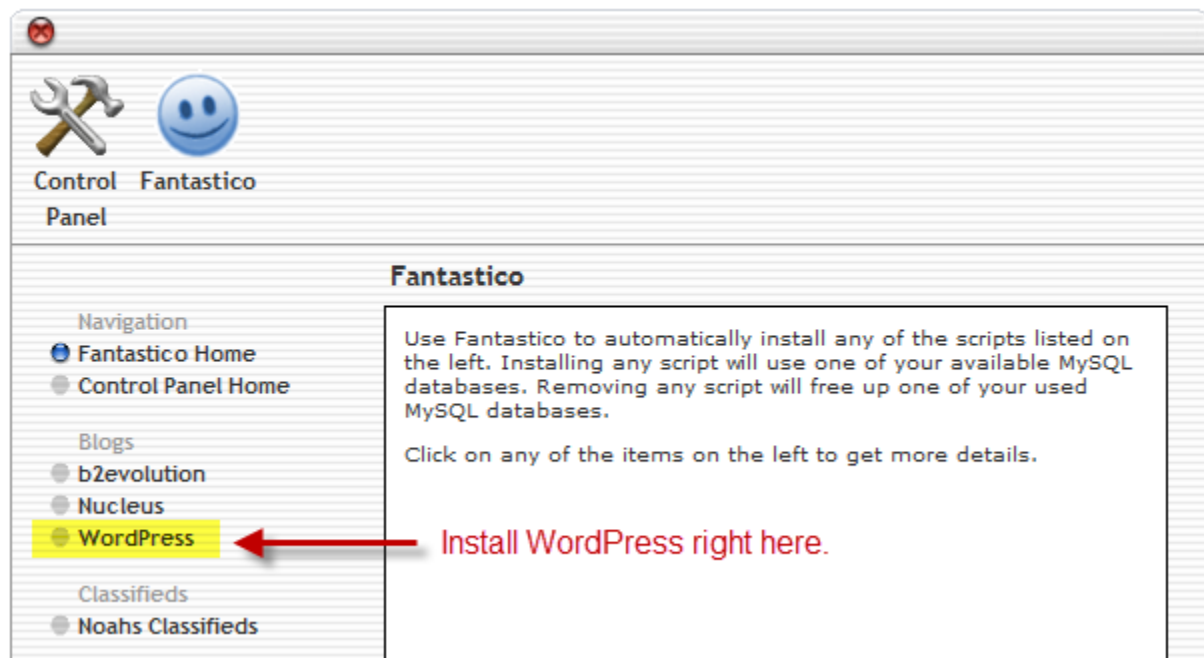 Control Fantastico
Panel
Fantastico
Navigation
Fantastico Home
Control Panel Home
Blogs
b2evolution
Nucleus
WordPress
Classifieds
Noahs Classifieds
Use Fantastico to automatically install any of the scripts listed on
the left. Installing any script will use one of your available MySQL
databases. Removing any script will free up one of your used
MySQL databases.
Click on any of the items on the left to get more details.
Install WordPress right here.